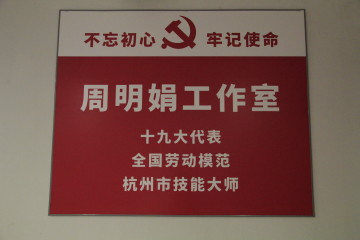 不忘初心 牢记使命
周明娟工作室
十九大代表
全国劳动模范
杭州市技能大师